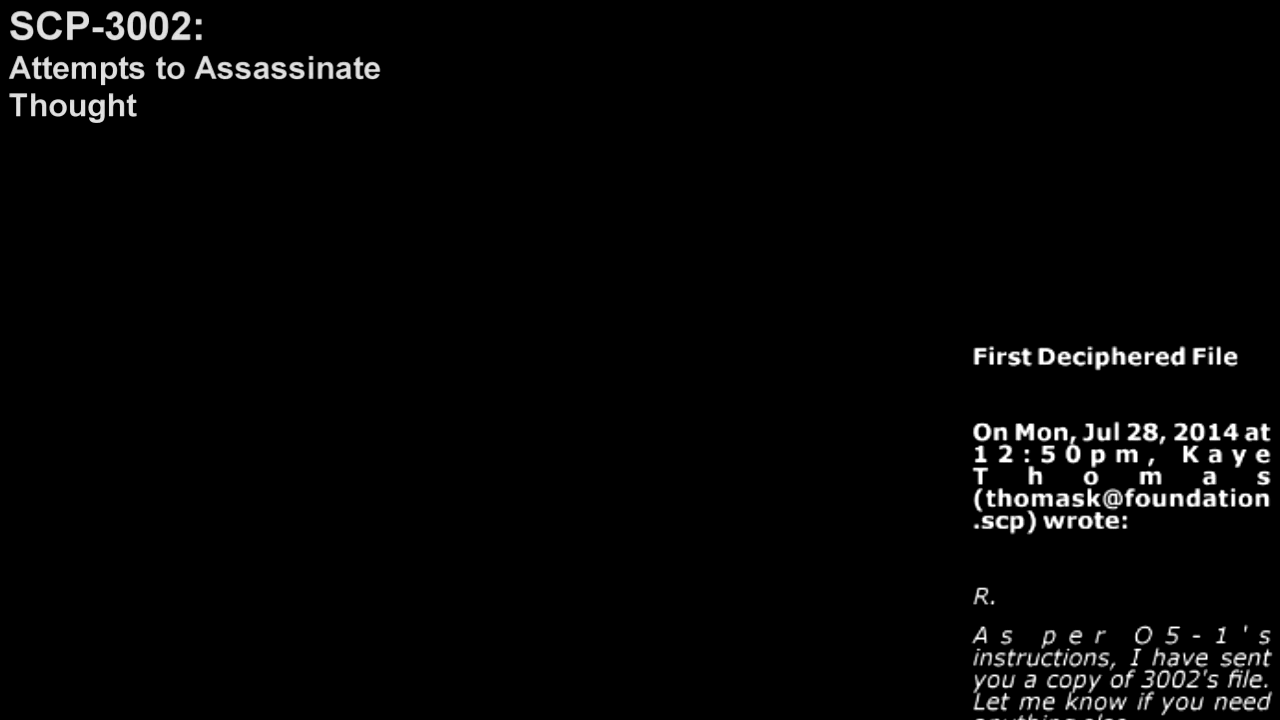 SCP-3002:
Attempts to Assassinate
Thought
First Deciphered File
On Mon, Jul 28, 2014 at
12:50pm, Kaye
Thomas
(thomask@foundation
.scp) wrote:
R.
As per O5-1's
instructions, I have sent
you a copy of 3002's file.
Let me know if you need